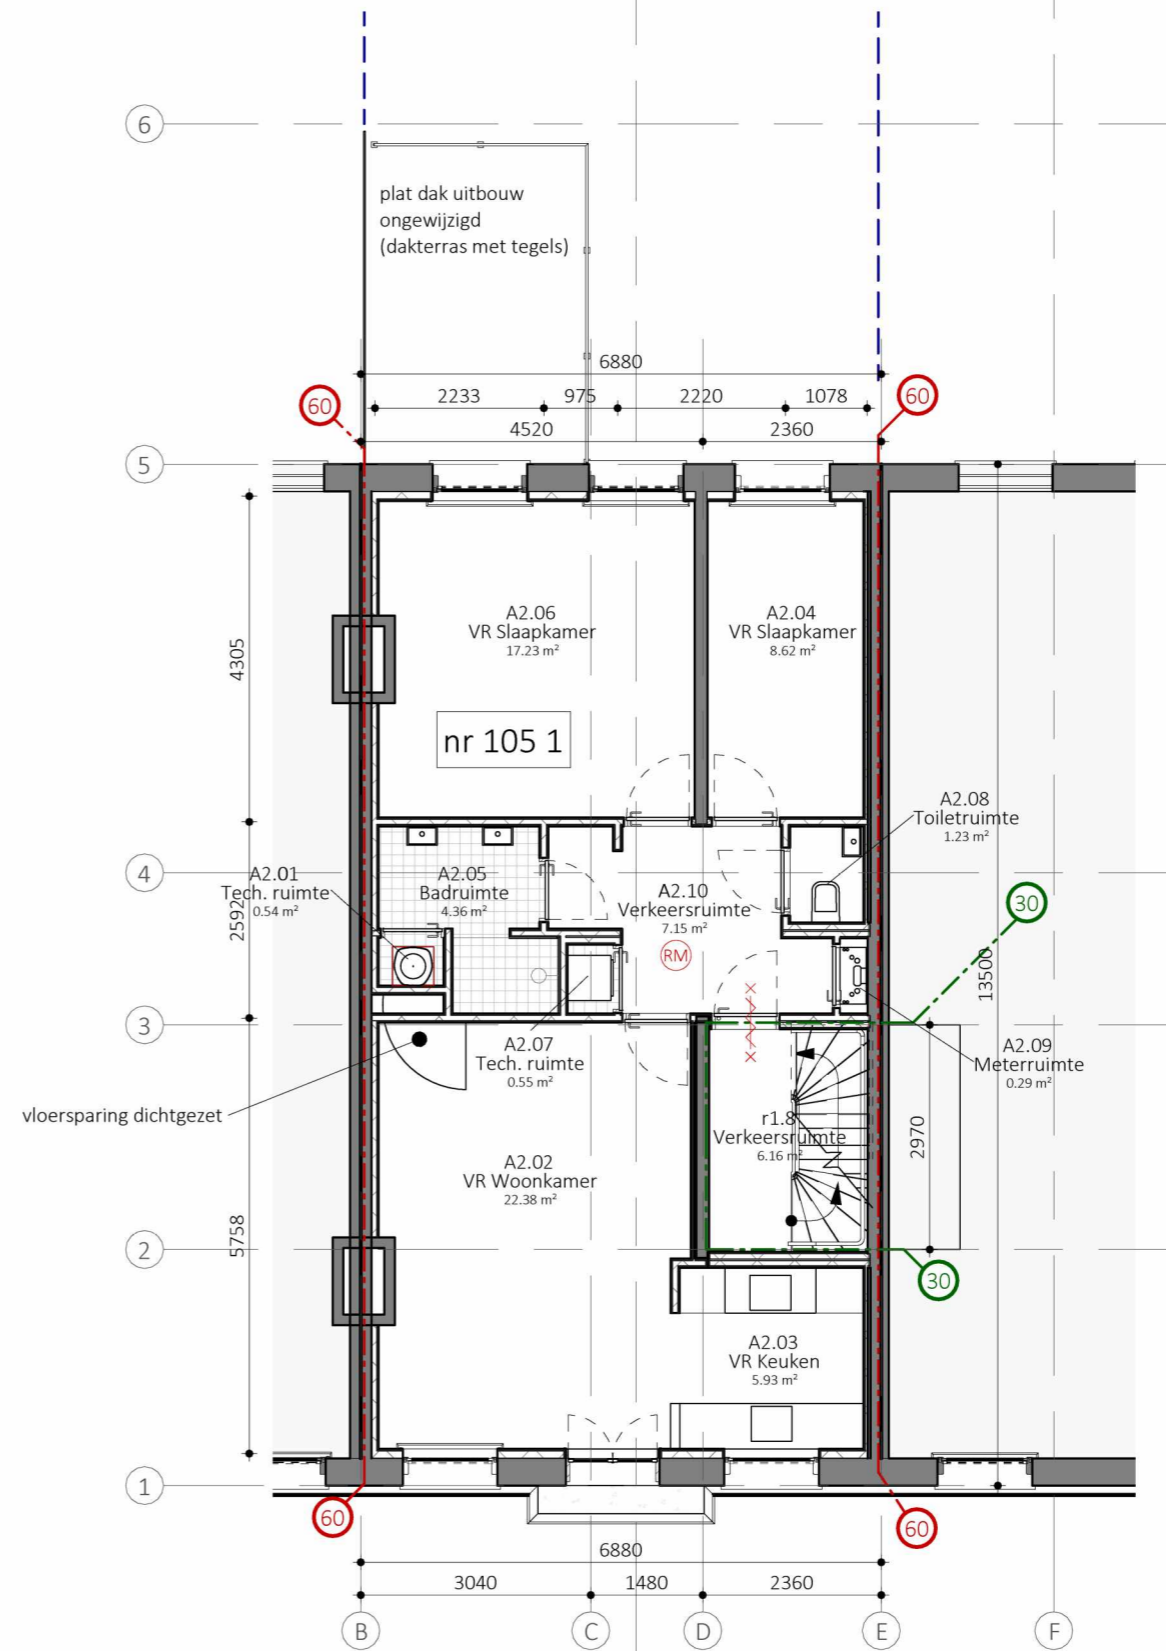 6
plat dak uitbouw
ongewijzigd
(dakterras met tegels)
6880
60
60
2233
975
2220
1078
4520
2360
5
4305
A2.06
VR Slaapkamer
17.23 m²
A2.04
VR Slaapkamer
8.62 m²
nr 105 1
A2.08
Toiletruimte
1.23 m²
4
A2.01
Tech. ruimte
0.54 m²
2592
A2.05
Badruimte
4.36 m²
A2.10
Verkeersruimte
7.15 m²
RM
30
13500
3
A2.07
Tech. ruimte
0.55 m²
A2.09
Meterruimte
0.29 m²
vloersparing dichtgezet
r1.8
Verkeersruimte
6.16 m²
2970
A2.02
VR Woonkamer
22.38 m²
5758
2
30
A2.03
VR Keuken
5.93 m²
1
60
60
6880
3040
1480
2360
B
C
D
E
F